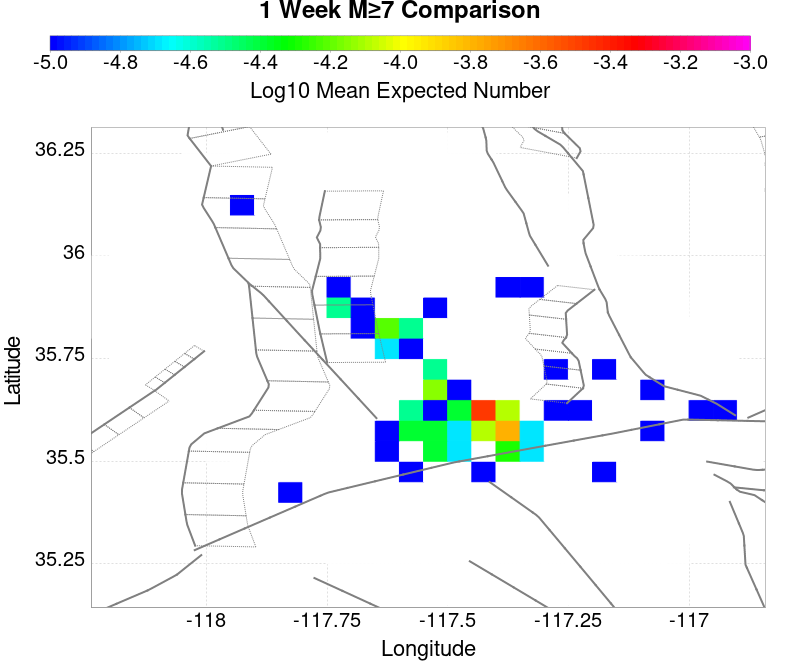 1 Week M≥7 Comparison
-5.0 -4.8 -4.6 -4.4 -4.2 -4.0 -3.8 -3.6 -3.4 -3.2 -3.0
Log10 Mean Expected Number
36.25
36
35.75
35.5
35.25
Latitude
-118 -117.75 -117.5 -117.25 -117
Longitude